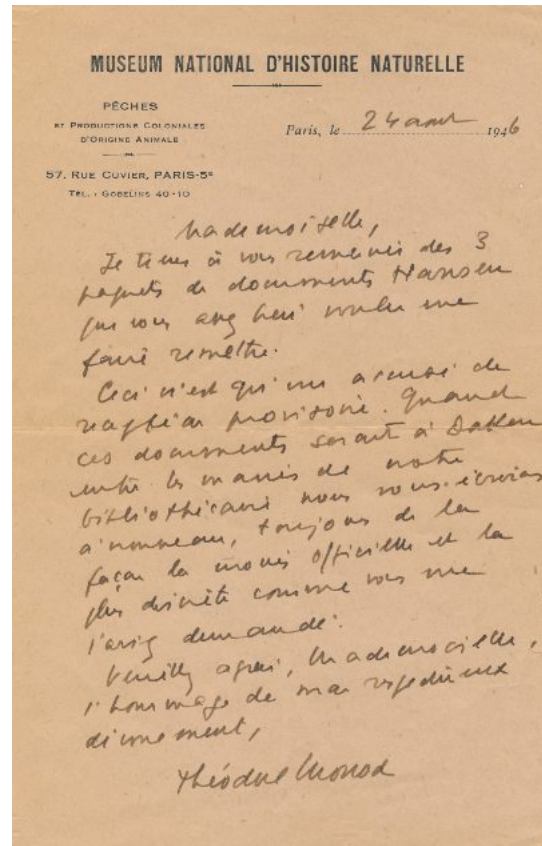 MUSEUM NATIONAL D'HISTOIRE NATURELLE
PÊCHES
ET PRODUCTIONS COLONIALES
D'ORIGINE ANIMALE
57, RUE CUVIER, PARIS-5e
TÉL. : GOBELINS 40-10
Paris, le 24 aout 1946
Mademoiselle,
Je tiens à vous remercier des 3
paquets de documents Hansen
que vous avez bien voulu me
faire remettre.
Ceci n'est qu'un accusé de
réception provisoire. Quand
ces documents seront à Dakar
entre les mains de notre
bibliothécaire nous vous écrirons
à nouveau, toujours de la
façon la moins officielle et la
plus discrète comme vous me
l'aviez demandé.
Veuillez agréer, Mademoiselle,
l'hommage de mon respectueux
dévouement,
Théodore Monod